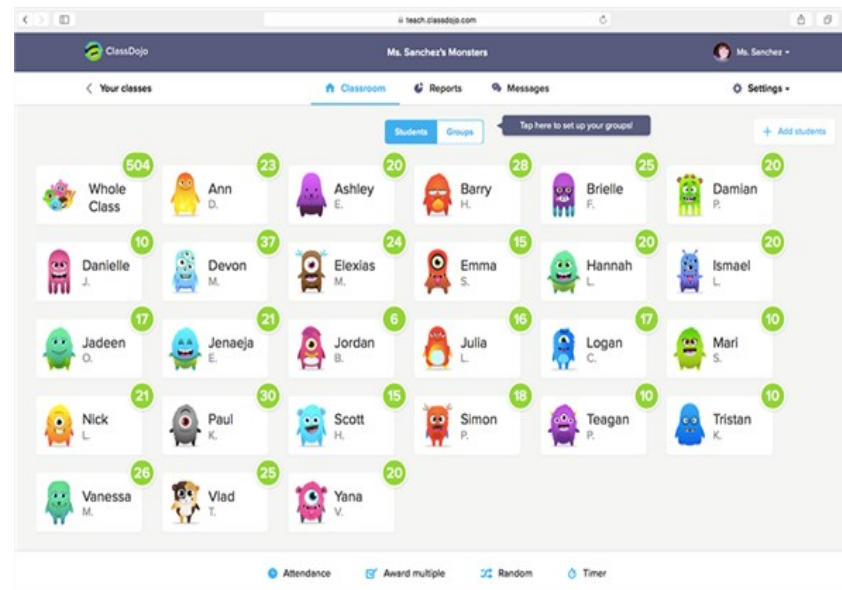 teach.classdojo.com
ClassDojo
Ms. Sanchez's Monsters
Ms. Sanchez
Your classes
Classroom
Reports
Messages
Settings
Students
Groups
Tap here to set up your groups!
+ Add students
504
Whole
Class
23
Ann
D.
20
Ashley
E.
28
Barry
H.
25
Brielle
F.
20
Damian
P.
10
Danielle
J.
37
Devon
M.
24
Elexias
M.
15
Emma
S.
20
Hannah
L.
20
Ismael
L.
17
Jadeen
O.
21
Jenaeja
E.
6
Jordan
B.
16
Julia
L.
17
Logan
C.
10
Mari
S.
21
Nick
L.
30
Paul
K.
15
Scott
H.
18
Simon
P.
10
Teagan
P.
10
Tristan
K.
26
Vanessa
M.
25
Vlad
T.
20
Yana
V.
Attendance
Award multiple
Random
Timer